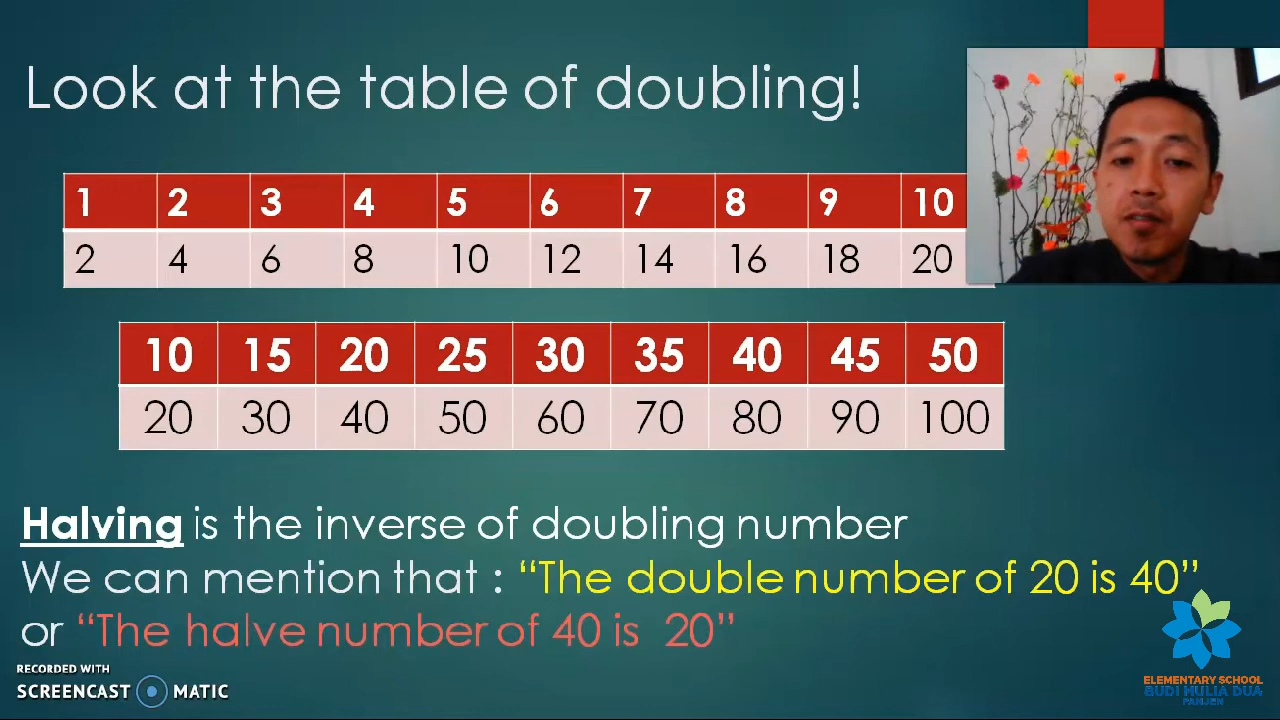 Look at the table of doubling!
1 2 3 4 5 6 7 8 9 10
2 4 6 8 10 12 14 16 18 20
10 15 20 25 30 35 40 45 50
20 30 40 50 60 70 80 90 100
Halving is the inverse of doubling number
We can mention that : “The double number of 20 is 40”
or “The halve number of 40 is 20”
RECORDED WITH
SCREENCAST MATIC
ELEMENTARY SCHOOL
BUDI MULIA DUA
PANJEN